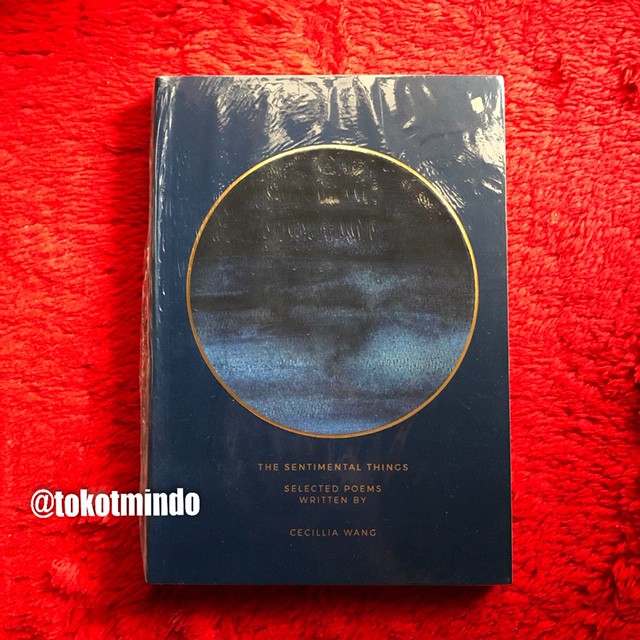 THE SENTIMENTAL THINGS
SELECTED POEMS
WRITTEN BY
CECILLIA WANG
@tokotmindo